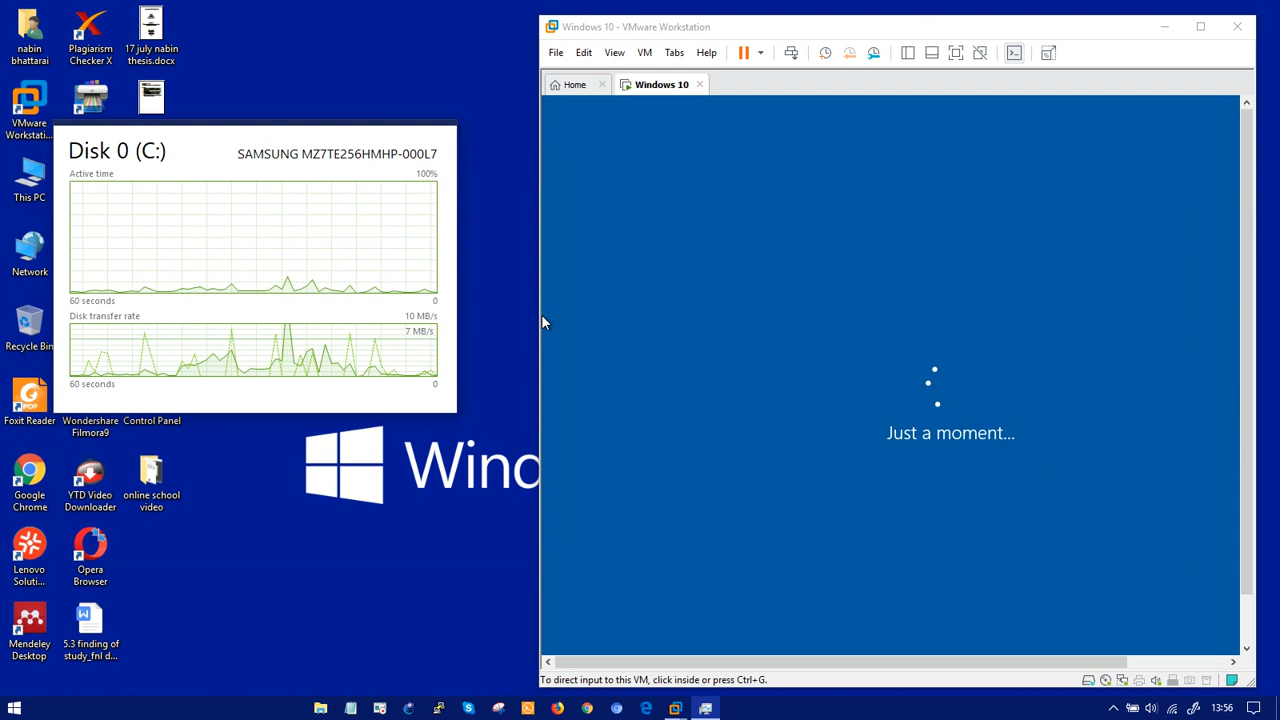 nabin
bhattarai
Plagiarism
Checker X
17 july nabin
thesis.docx
VMware
Workstati...
This PC
Network
Recycle Bin
Foxit Reader
PDF
Wondershare
Filmora9
Control Panel
Google
Chrome
YTD Video
Downloader
online school
video
Lenovo
Soluti...
Opera
Browser
Mendeley
Desktop
5.3 finding of
study_fnl d...
Disk 0 (C:)
SAMSUNG MZ7TE256HMHP-000L7
Active time
100%
60 seconds
0
Disk transfer rate
10 MB/s
7 MB/s
60 seconds
0
Windo
Windows 10 - VMware Workstation
File Edit View VM Tabs Help
Home
Windows 10
Just a moment...
To direct input to this VM, click inside or press Ctrl+G.
13:56